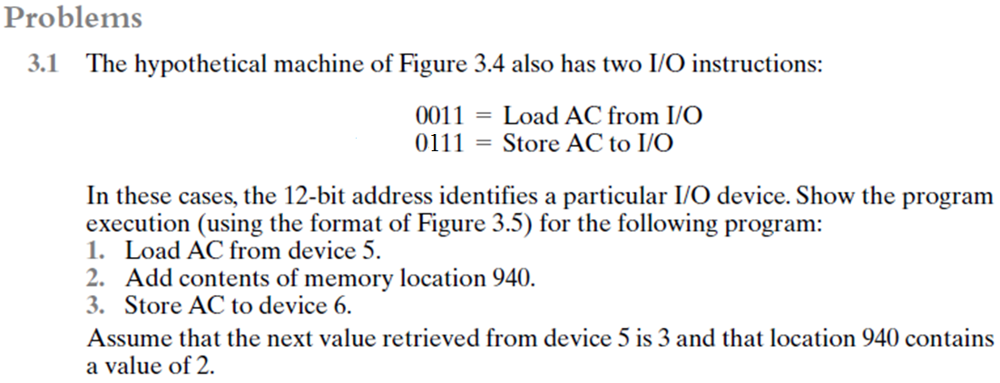 Problems
3.1 The hypothetical machine of Figure 3.4 also has two I/O instructions:
0011 = Load AC from I/O
0111 = Store AC to I/O
In these cases, the 12-bit address identifies a particular I/O device. Show the program
execution (using the format of Figure 3.5) for the following program:
1. Load AC from device 5.
2. Add contents of memory location 940.
3. Store AC to device 6.
Assume that the next value retrieved from device 5 is 3 and that location 940 contains
a value of 2.